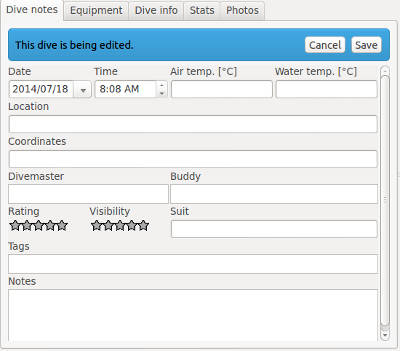 Dive notes Equipment Dive info Stats Photos
This dive is being edited. Cancel Save
Date Time Air temp. [°C] Water temp. [°C]
2014/07/18 8:08 AM
Location
Coordinates
Divemaster Buddy
Rating Visibility Suit
Tags
Notes